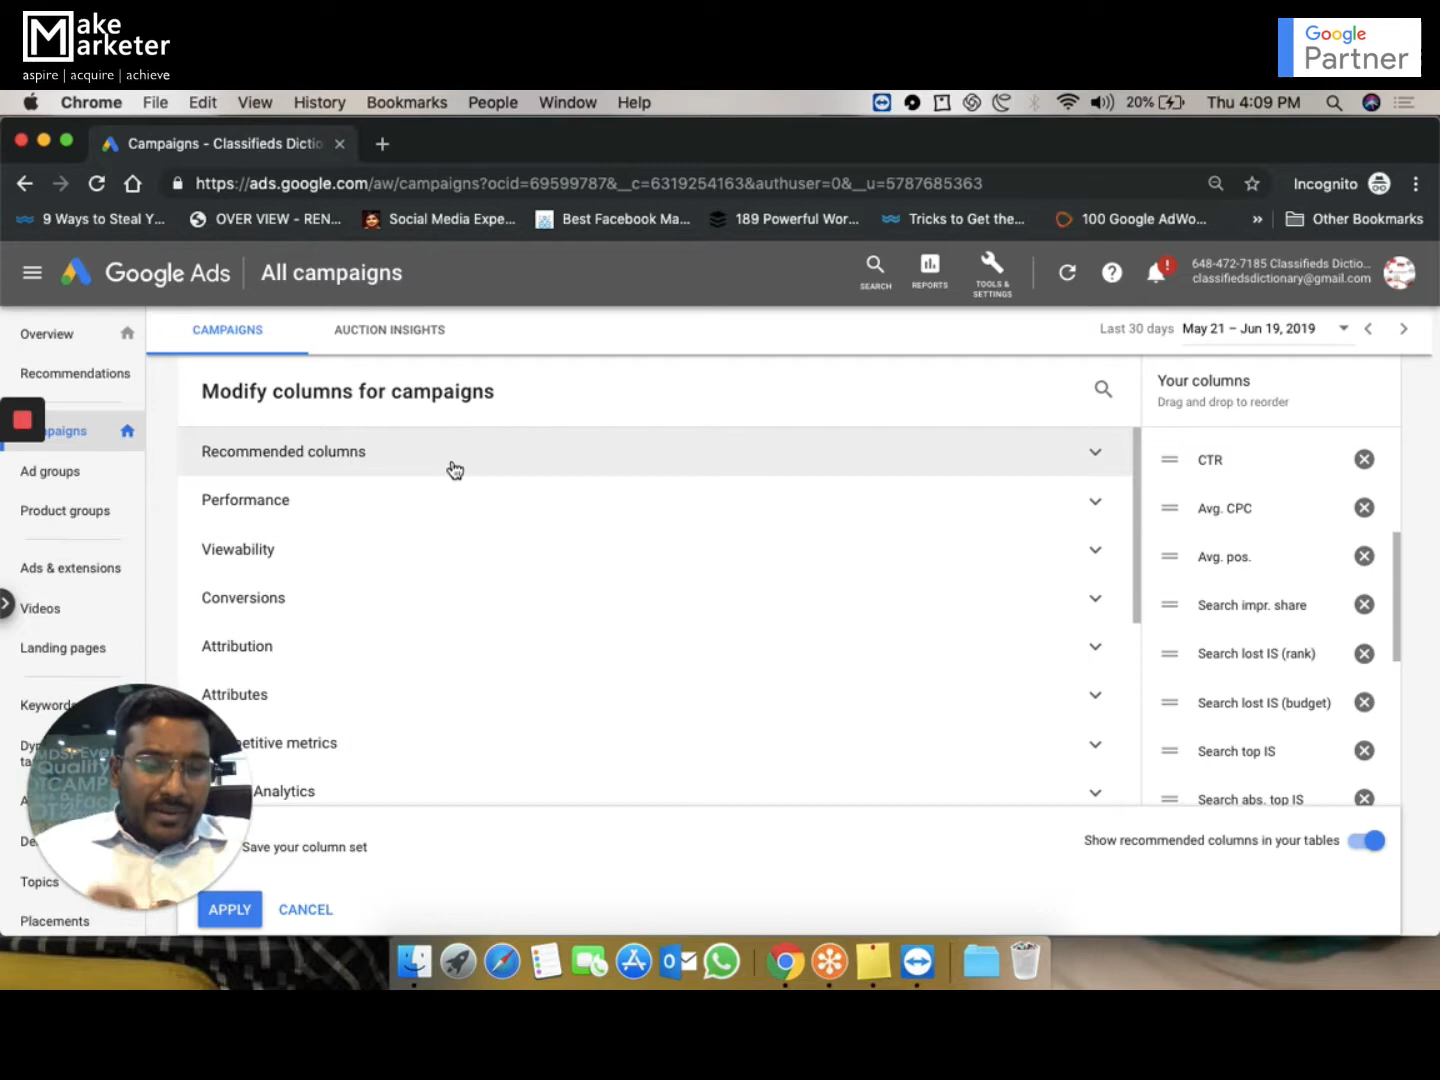 Make
Marketer
aspire | acquire | achieve
Google
Partner
Chrome File Edit View History Bookmarks People Window Help
20% Thu 4:09 PM
Campaigns - Classifieds Dictio
https://ads.google.com/aw/campaigns?ocid=69599787&__c=6319254163&authuser=0&__u=5787685363
Incognito
9 Ways to Steal Y...
OVER VIEW - REN...
Social Media Expe...
Best Facebook Ma...
189 Powerful Wor...
Tricks to Get the...
100 Google AdWo...
»
Other Bookmarks
Google Ads
All campaigns
SEARCH
REPORTS
TOOLS &
SETTINGS
648-472-7185 Classifieds Dictio...
classifiedsdictionary@gmail.com
Overview
Recommendations
paigns
Ad groups
Product groups
Ads & extensions
Videos
Landing pages
Keywords
Topics
Placements
CAMPAIGNS
AUCTION INSIGHTS
Last 30 days May 21 – Jun 19, 2019
Modify columns for campaigns
Recommended columns
Performance
Viewability
Conversions
Attribution
Attributes
etitive metrics
Analytics
Your columns
Drag and drop to reorder
CTR
Avg. CPC
Avg. pos.
Search impr. share
Search lost IS (rank)
Search lost IS (budget)
Search top IS
Search abs. top IS
Save your column set
Show recommended columns in your tables
APPLY
CANCEL
Quality